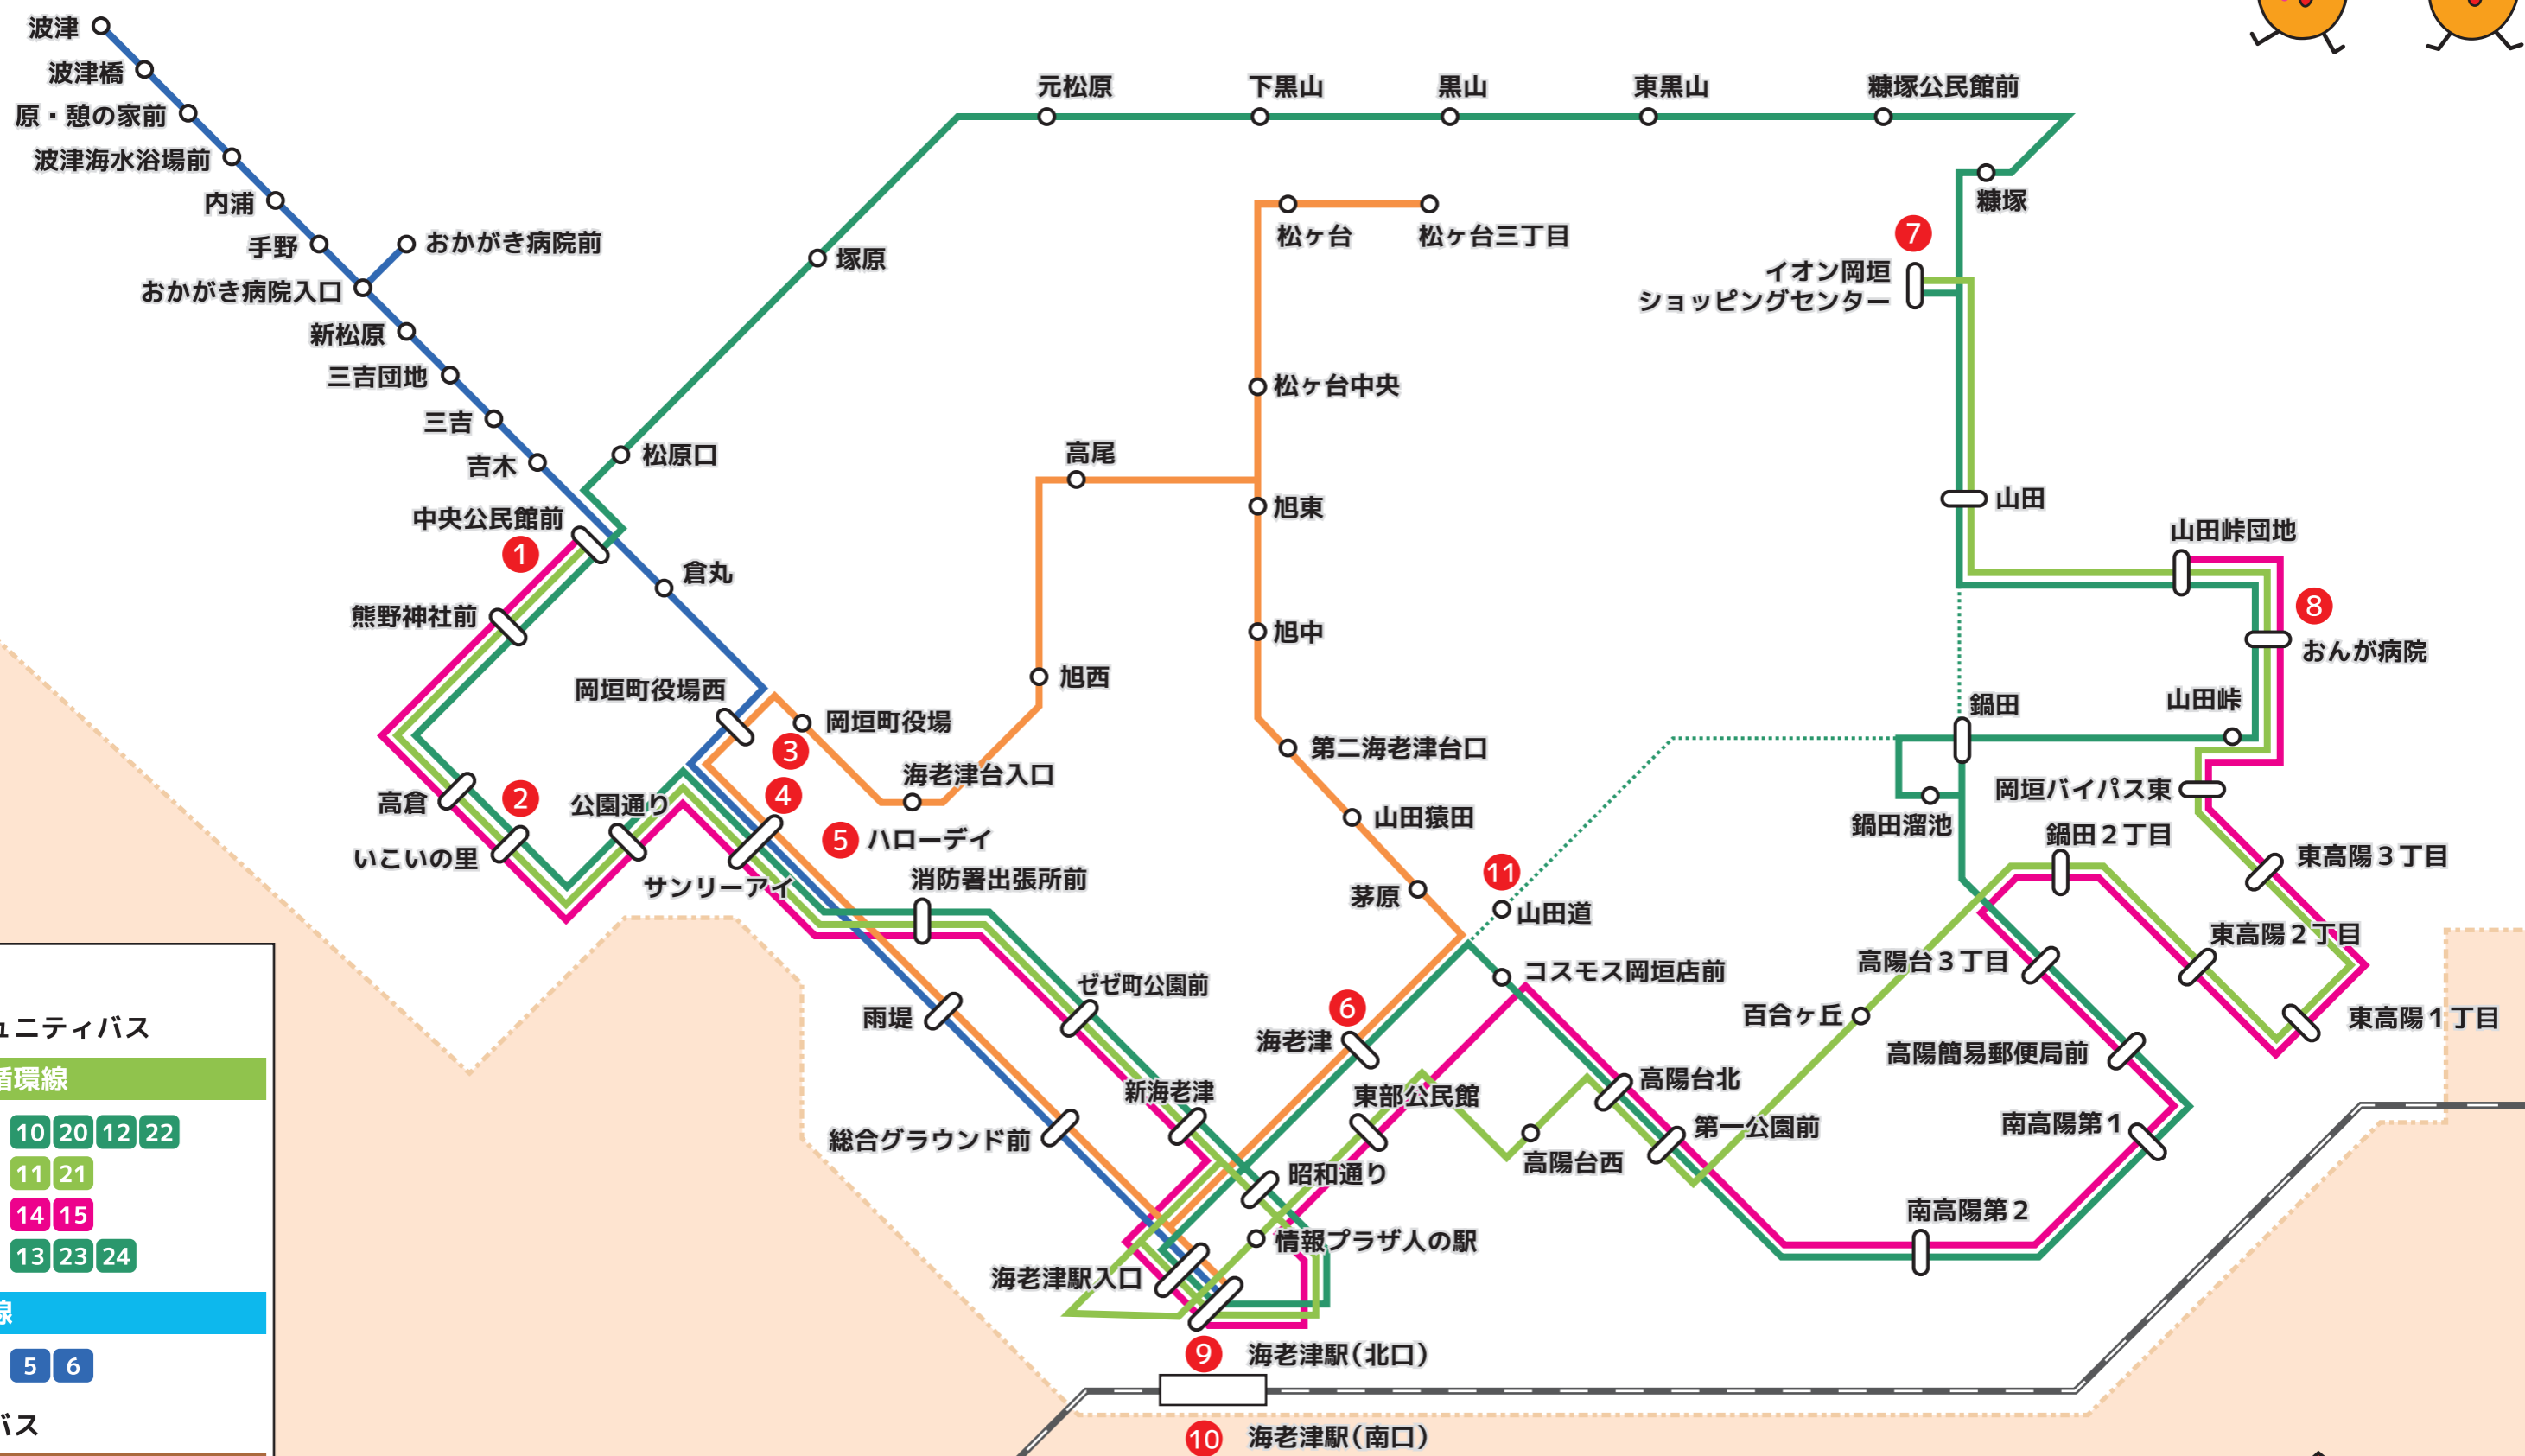 波津
波津橋
原・憩の家前
波津海水浴場前
内浦
手野
おかがき病院前
おかがき病院入口
新松原
三吉団地
三吉
吉木
中央公民館前
1
熊野神社前
倉丸
岡垣町役場西
高倉
2
いこいの里
公園通り
サンリーアイ
3
岡垣町役場
4
海老津台入口
5
ハローデイ
消防署出張所前
元松原
下黒山
黒山
東黒山
糠塚公民館前
糠塚
塚原
松原口
松ヶ台
松ヶ台三丁目
松ヶ台中央
高尾
旭東
旭中
旭西
第二海老津台口
山田猿田
茅原
7
イオン岡垣
ショッピングセンター
山田
山田峠団地
8
おんが病院
山田峠
鍋田
岡垣バイパス東
鍋田溜池
鍋田２丁目
東高陽３丁目
東高陽２丁目
東高陽１丁目
11
山田道
コスモス岡垣店前
高陽台３丁目
百合ヶ丘
高陽簡易郵便局前
南高陽第１
南高陽第２
高陽台北
第一公園前
高陽台西
6
海老津
東部公民館
昭和通り
情報プラザ人の駅
ゼゼ町公園前
雨堤
新海老津
総合グラウンド前
海老津駅入口
9
海老津駅（北口）
10
海老津駅（南口）
ュニティバス
循環線
10 20 12 22
11 21
14 15
13 23 24
線
5 6
バス